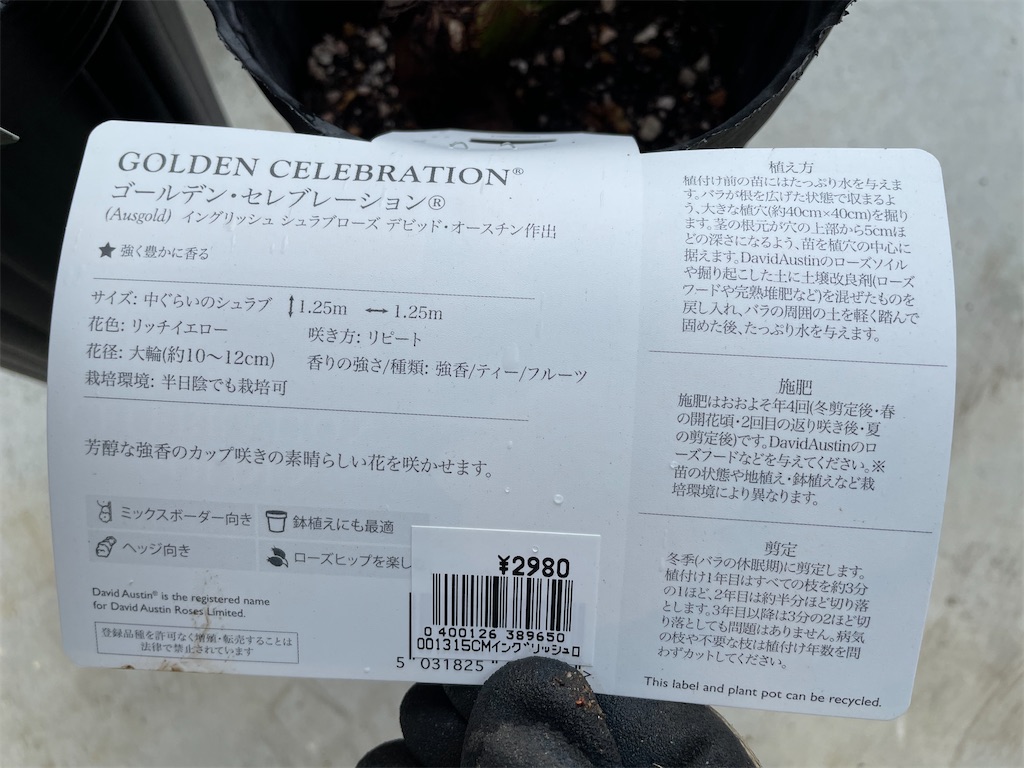 GOLDEN CELEBRATION®
ゴールデン・セレブレーション®
(Ausgold) イングリッシュ シュラブローズ デビッド・オースチン作出
★ 強く豊かに香る
サイズ: 中ぐらいのシュラブ ↕1.25m ↔1.25m
花色: リッチイエロー 咲き方: リピート
花径: 大輪(約10〜12cm) 香りの強さ/種類: 強香/ティー/フルーツ
栽培環境: 半日陰でも栽培可
芳醇な強香のカップ咲きの素晴らしい花を咲かせます。
ミックスボーダー向き 鉢植えにも最適
ヘッジ向き ローズヒップを楽し
David Austin® is the registered name
for David Austin Roses Limited.
登録品種を許可なく増殖・転売することは
法律で禁止されています
¥2980
0 400126 389650
001315CMイングリッシュロ
5 031825
植え方
植付け前の苗にはたっぷり水を与えま
す。バラが根を広げた状態で収まるよ
う、大きな植穴(約40cm×40cm)を掘り
ます。茎の根元が穴の上部から5cmほ
どの深さになるよう、苗を植穴の中心に
据えます。DavidAustinのローズソイル
や掘り起こした土に土壌改良剤(ローズ
フードや完熟堆肥など)を混ぜたものを
戻し入れ、バラの周囲の土を軽く踏んで
固めた後、たっぷり水を与えます。
施肥
施肥はおおよそ年4回(冬剪定後・春
の開花頃・2回目の返り咲き後・夏
の剪定後)です。DavidAustinのロ
ーズフードなどを与えてください。※
苗の状態や地植え・鉢植えなど栽
培環境により異なります。
剪定
冬季(バラの休眠期)に剪定します。
植付け1年目はすべての枝を約3分
の1ほど、2年目は約半分ほど切り落
とします。3年目以降は3分の2ほど切
り落としても問題はありません。病気
の枝や不要な枝は植付け年数を問
わずカットしてください。
This label and plant pot can be recycled.